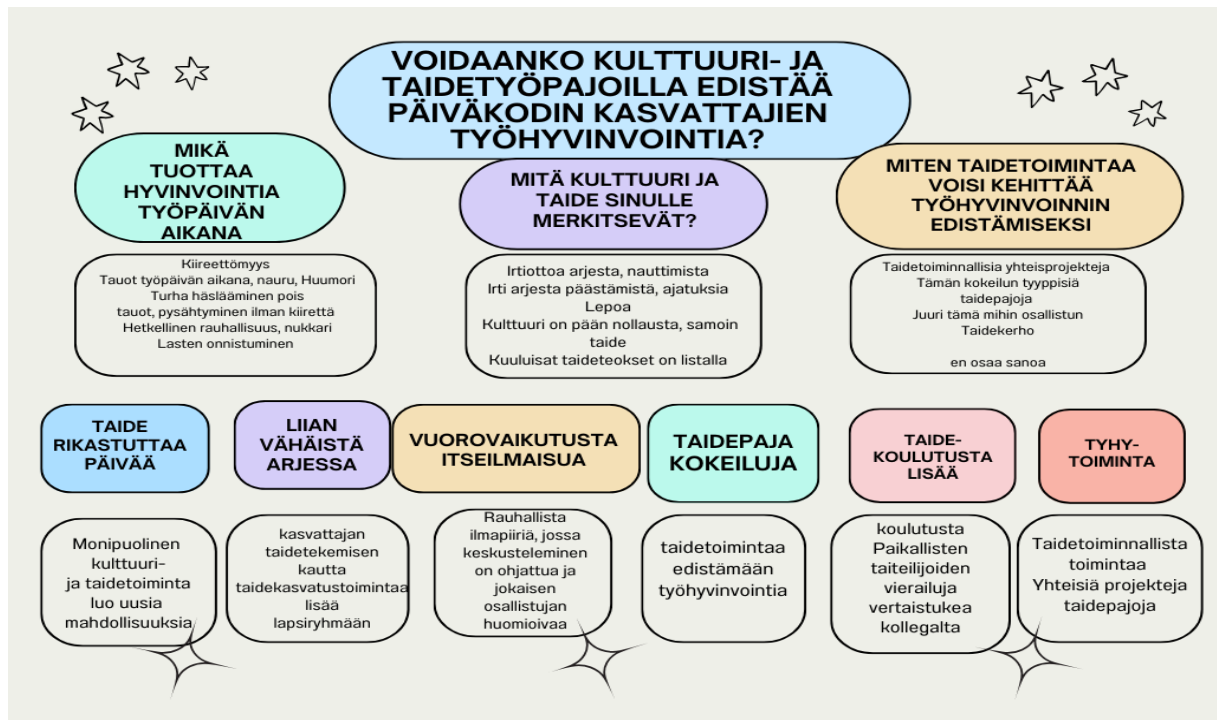 VOIDAANKO KULTTUURI- JA
TAIDETYÖPAJOILLA EDISTÄÄ
PÄIVÄKODIN KASVATTAJIEN
TYÖHYVINVOINTIA?
MIKÄ
TUOTTAA
HYVINVOINTIA
TYÖPÄIVÄN
AIKANA
Kiireettömyys
Tauot työpäivän aikana, nauru, Huumori
Turha häslääminen pois
tauot, pysähtyminen ilman kiirettä
Hetkellinen rauhallisuus, nukkari
Lasten onnistuminen
MITÄ KULTTUURI JA
TAIDE SINULLE
MERKITSEVÄT?
Irtiottoa arjesta, nauttimista
Irti arjesta päästämistä, ajatuksia
Lepoa
Kulttuuri on pään nollausta, samoin
taide
Kuuluisat taideteokset on listalla
MITEN TAIDETOIMINTAA
VOISI KEHITTÄÄ
TYÖHYVINVOINNIN
EDISTÄMISEKSI
Taidetoiminnallisia yhteisprojekteja
Tämän kokeilun tyyppisiä
taidepajoja
Juuri tämä mihin osallistun
Taidekerho
en osaa sanoa
TAIDE
RIKASTUTTAA
PÄIVÄÄ
Monipuolinen
kulttuuri-
ja taidetoiminta
luo uusia
mahdollisuuksia
LIIAN
VÄHÄISTÄ
ARJESSA
kasvattajan
taidetekemisen
kautta
taidekasvatustoimintaa
lisää
lapsiryhmään
VUOROVAIKUTUSTA
ITSEILMAISUA
Rauhallista
ilmapiiriä, jossa
keskusteleminen
on ohjattua ja
jokaisen
osallistujan
huomioivaa
TAIDEPAJA
KOKEILUJA
taidetoimintaa
edistämään
työhyvinvointia
TAIDE-
KOULUTUSTA
LISÄÄ
koulutusta
Paikallisten
taiteilijoiden
vierailuja
vertaistukea
kollegalta
TYHY-
TOIMINTA
Taidetoiminnallista
toimintaa
Yhteisiä projekteja
taidepajoja